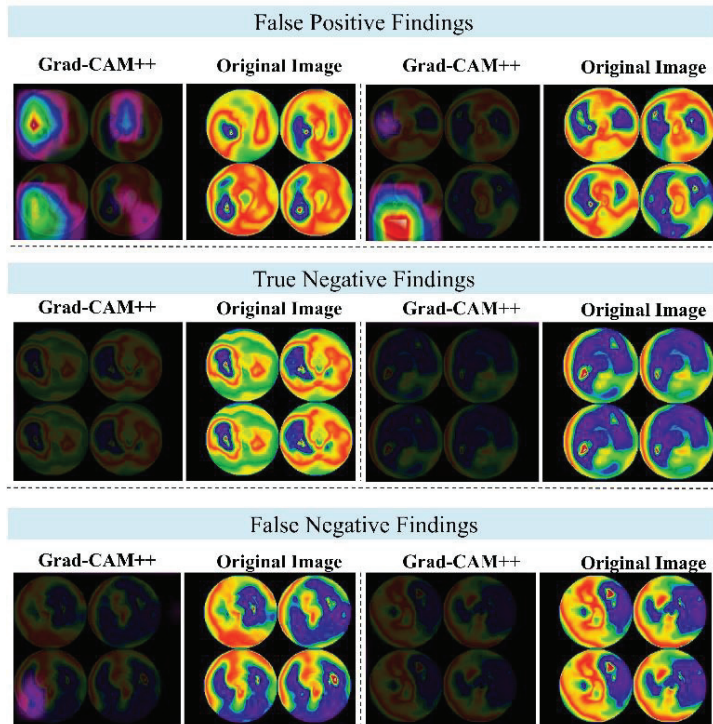 False Positive Findings
Grad-CAM++ Original Image Grad-CAM++ Original Image
True Negative Findings
Grad-CAM++ Original Image Grad-CAM++ Original Image
False Negative Findings
Grad-CAM++ Original Image Grad-CAM++ Original Image